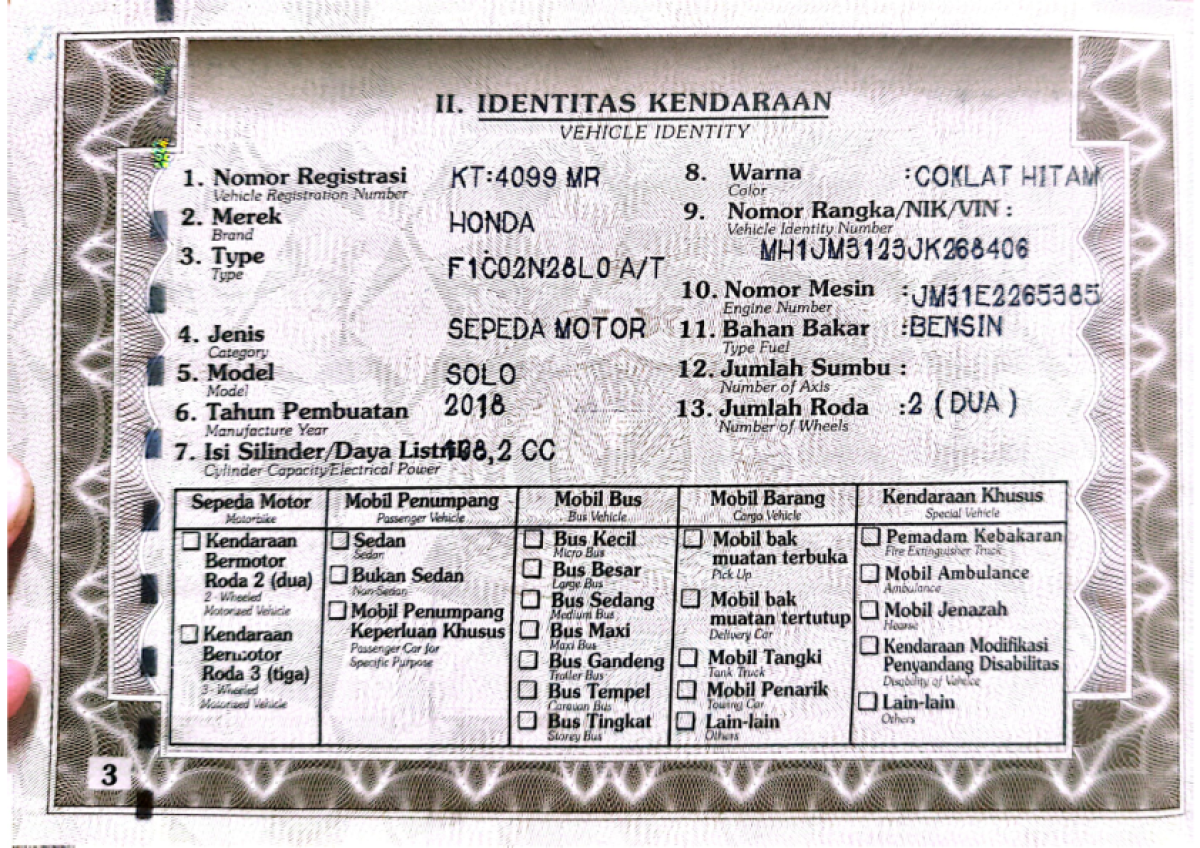 II. IDENTITAS KENDARAAN
VEHICLE IDENTITY
1. Nomor Registrasi KT:4099 MR
Vehicle Registration Number
2. Merek HONDA
Brand
3. Type F1C02N28L0 A/T
Type
4. Jenis SEPEDA MOTOR
Category
5. Model SOLO
Model
6. Tahun Pembuatan 2018
Manufacture Year
7. Isi Silinder/Daya Listrik ,2 CC
Cylinder Capacity/Electrical Power
8. Warna :COKLAT HITAM
Color
9. Nomor Rangka/NIK/VIN :
Vehicle Identity Number
MH1JM3123JK268406
10. Nomor Mesin :JM31E2265385
Engine Number
11. Bahan Bakar :BENSIN
Type Fuel
12. Jumlah Sumbu :
Number of Axis
13. Jumlah Roda :2 ( DUA )
Number of Wheels
Sepeda Motor
Motorbike
Kendaraan
Bermotor
Roda 2 (dua)
2 - Wheeled
Motorized Vehicle
Kendaraan
Bermotor
Roda 3 (tiga)
3 - Wheeled
Motorized Vehicle
Mobil Penumpang
Passenger Vehicle
Sedan
Sedan
Bukan Sedan
Non-Sedan
Mobil Penumpang
Keperluan Khusus
Passenger Car for
Specific Purpose
Mobil Bus
Bus Vehicle
Bus Kecil
Micro Bus
Bus Besar
Large Bus
Bus Sedang
Medium Bus
Bus Maxi
Maxi Bus
Bus Gandeng
Trailer Bus
Bus Tempel
Caravan Bus
Bus Tingkat
Storey Bus
Mobil Barang
Cargo Vehicle
Mobil bak
muatan terbuka
Pick Up
Mobil bak
muatan tertutup
Delivery Car
Mobil Tangki
Tank Truck
Mobil Penarik
Towing Car
Lain-lain
Others
Kendaraan Khusus
Special Vehicle
Pemadam Kebakaran
Fire Extinguisher Truck
Mobil Ambulance
Ambulance
Mobil Jenazah
Hearse
Kendaraan Modifikasi
Penyandang Disabilitas
Disability of Vehicle
Lain-lain
Others
3